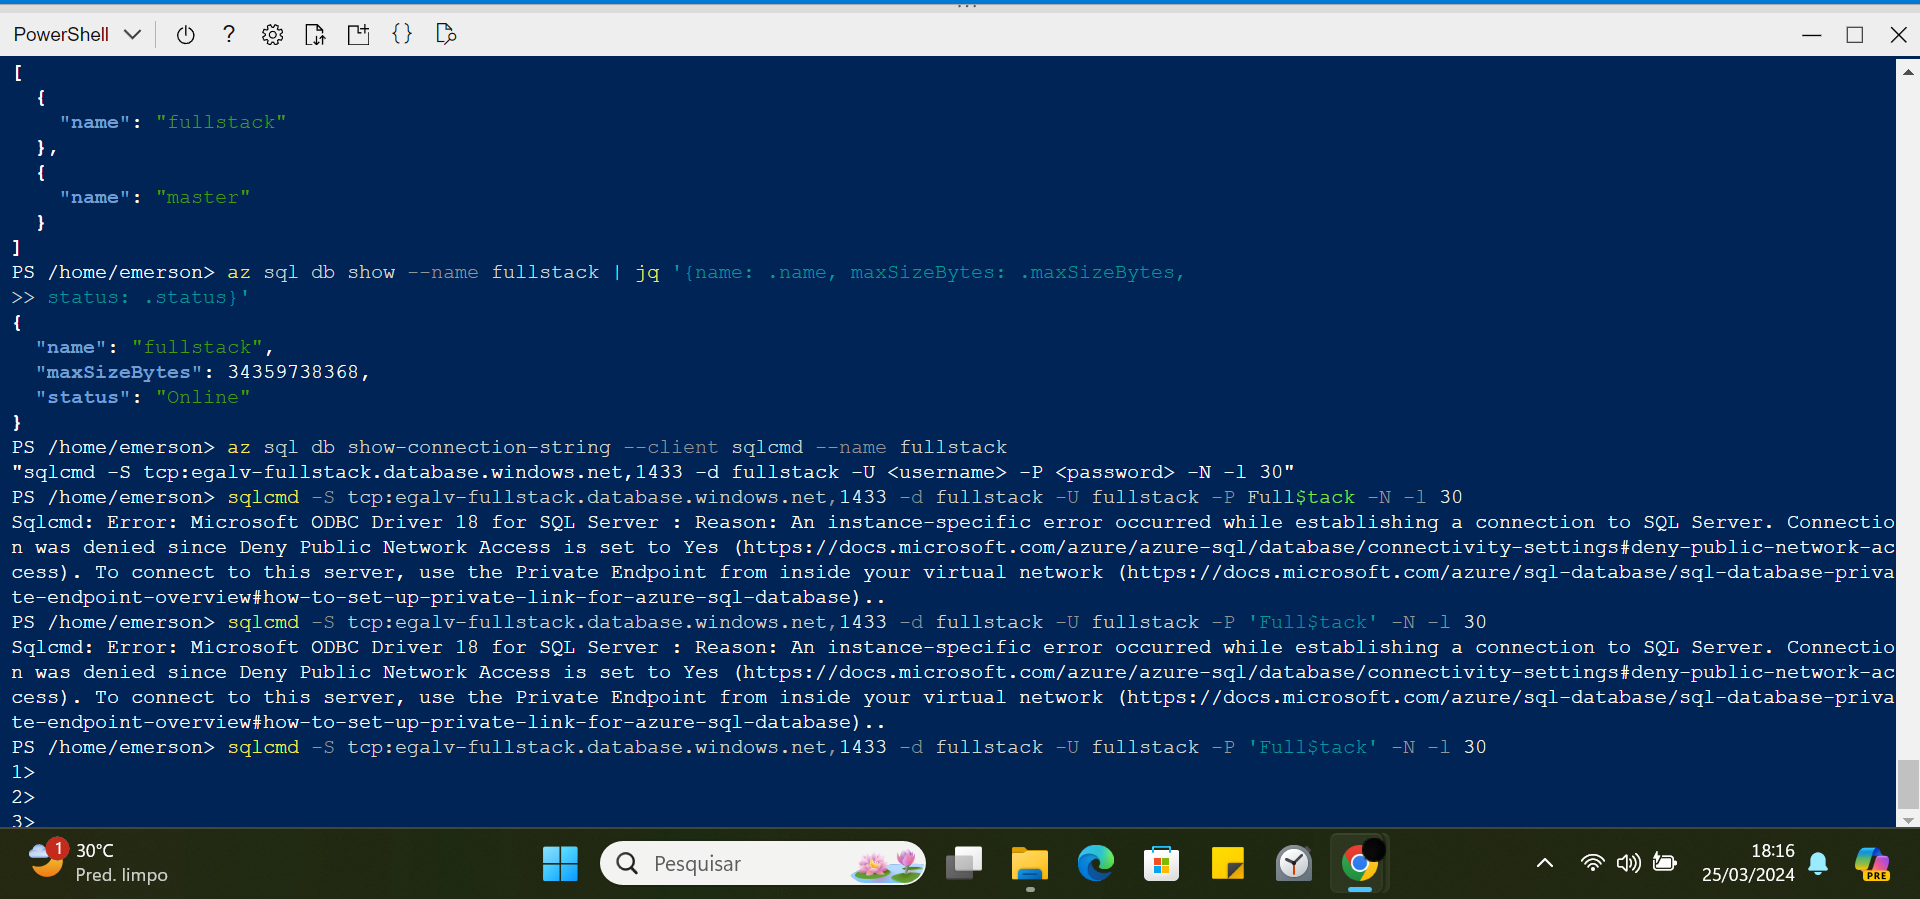 PowerShell
[
{
"name": "fullstack"
},
{
"name": "master"
}
]
PS /home/emerson> az sql db show --name fullstack | jq '{name: .name, maxSizeBytes: .maxSizeBytes,
>> status: .status}'
{
"name": "fullstack",
"maxSizeBytes": 34359738368,
"status": "Online"
}
PS /home/emerson> az sql db show-connection-string --client sqlcmd --name fullstack
"sqlcmd -S tcp:egalv-fullstack.database.windows.net,1433 -d fullstack -U <username> -P <password> -N -l 30"
PS /home/emerson> sqlcmd -S tcp:egalv-fullstack.database.windows.net,1433 -d fullstack -U fullstack -P Full$tack -N -l 30
Sqlcmd: Error: Microsoft ODBC Driver 18 for SQL Server : Reason: An instance-specific error occurred while establishing a connection to SQL Server. Connectio
n was denied since Deny Public Network Access is set to Yes (https://docs.microsoft.com/azure/azure-sql/database/connectivity-settings#deny-public-network-ac
cess). To connect to this server, use the Private Endpoint from inside your virtual network (https://docs.microsoft.com/azure/sql-database/sql-database-priva
te-endpoint-overview#how-to-set-up-private-link-for-azure-sql-database)..
PS /home/emerson> sqlcmd -S tcp:egalv-fullstack.database.windows.net,1433 -d fullstack -U fullstack -P 'Full$tack' -N -l 30
Sqlcmd: Error: Microsoft ODBC Driver 18 for SQL Server : Reason: An instance-specific error occurred while establishing a connection to SQL Server. Connectio
n was denied since Deny Public Network Access is set to Yes (https://docs.microsoft.com/azure/azure-sql/database/connectivity-settings#deny-public-network-ac
cess). To connect to this server, use the Private Endpoint from inside your virtual network (https://docs.microsoft.com/azure/sql-database/sql-database-priva
te-endpoint-overview#how-to-set-up-private-link-for-azure-sql-database)..
PS /home/emerson> sqlcmd -S tcp:egalv-fullstack.database.windows.net,1433 -d fullstack -U fullstack -P 'Full$tack' -N -l 30
1>
2>
3>
1
30°C
Pred. limpo
Pesquisar
PRE
18:16
25/03/2024